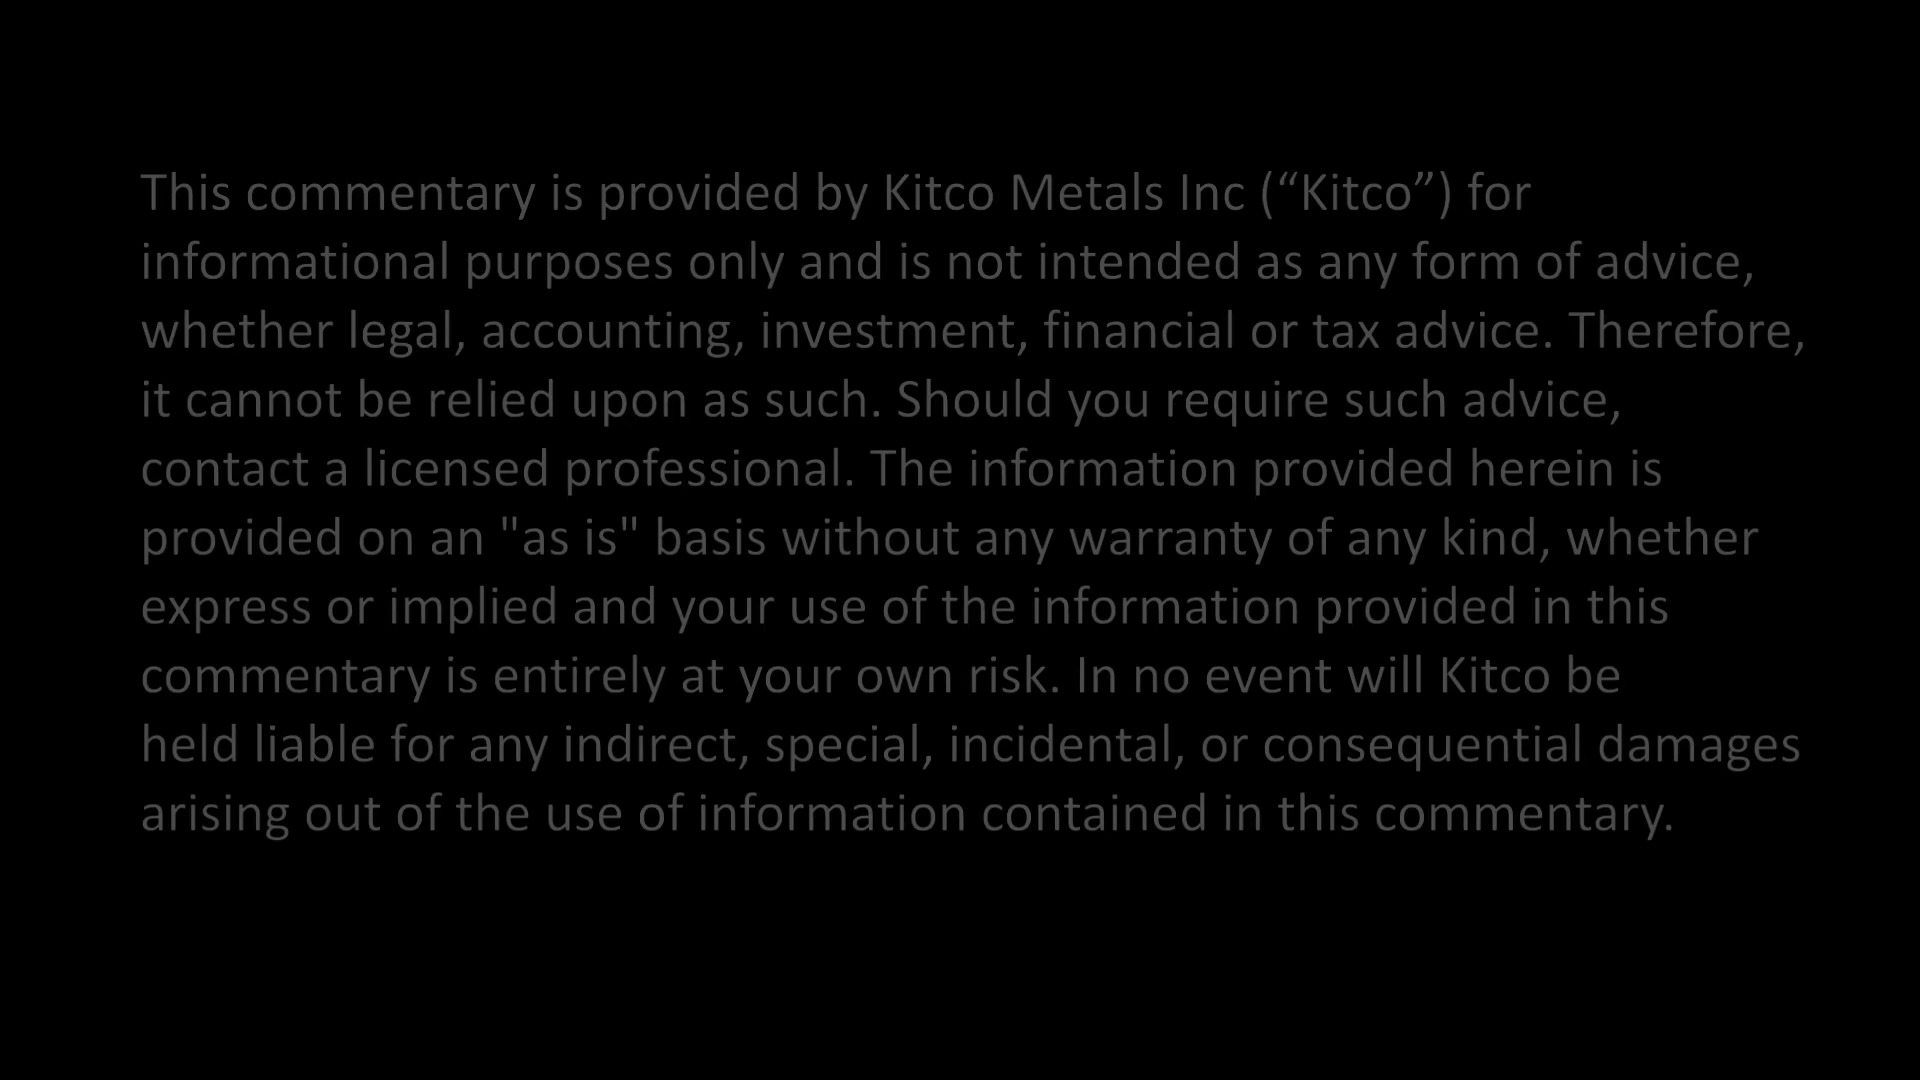 This commentary is provided by Kitco Metals Inc (“Kitco”) for
informational purposes only and is not intended as any form of advice,
whether legal, accounting, investment, financial or tax advice. Therefore,
it cannot be relied upon as such. Should you require such advice,
contact a licensed professional. The information provided herein is
provided on an "as is" basis without any warranty of any kind, whether
express or implied and your use of the information provided in this
commentary is entirely at your own risk. In no event will Kitco be
held liable for any indirect, special, incidental, or consequential damages
arising out of the use of information contained in this commentary.